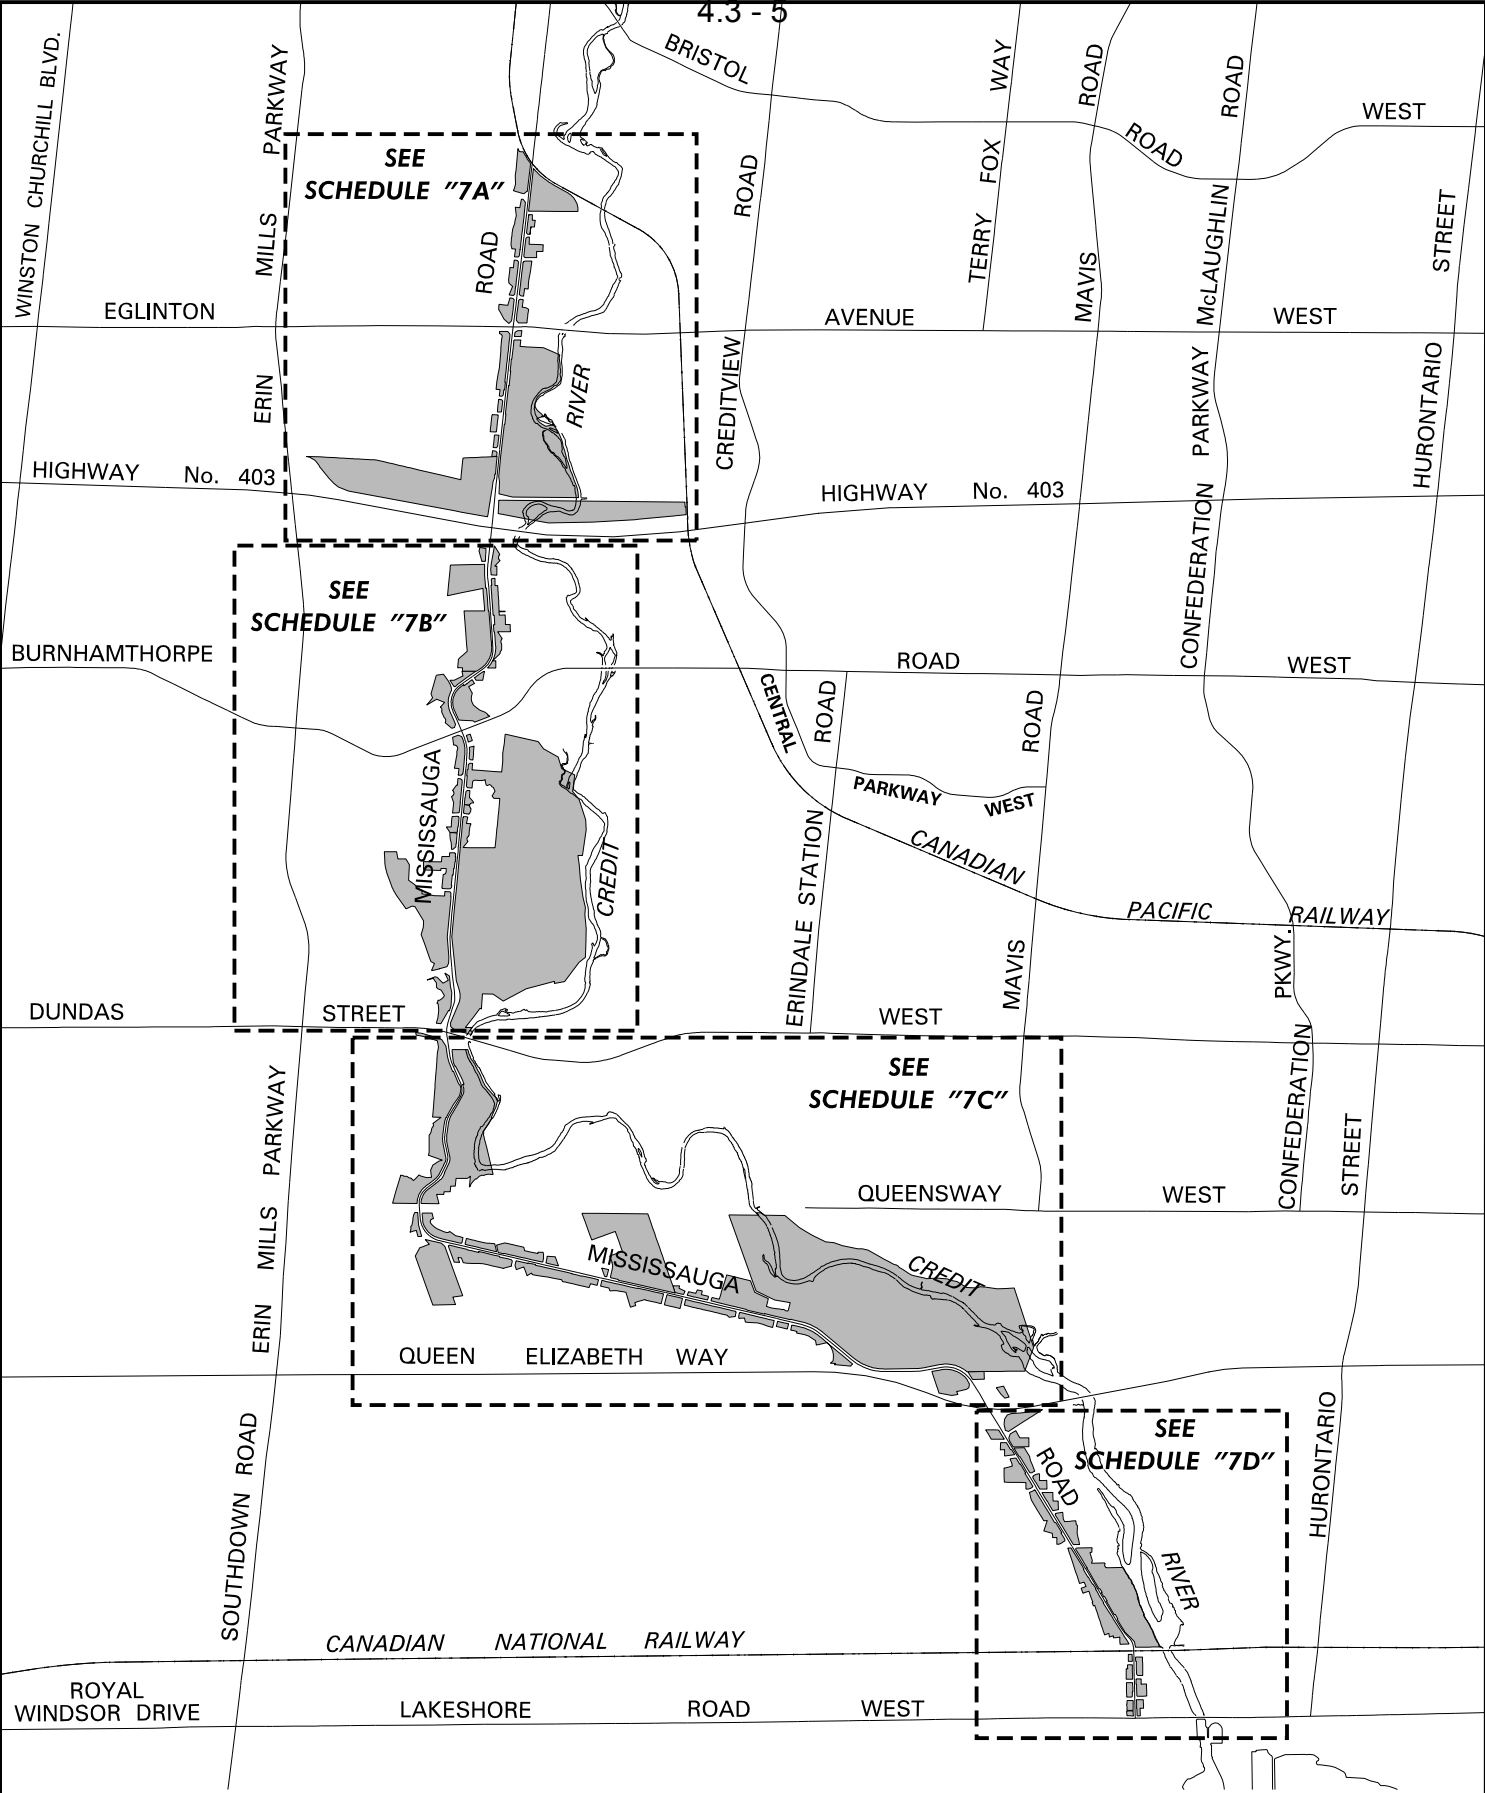 4.3 - 5
WINSTON CHURCHILL BLVD.
ERIN MILLS PARKWAY
BRISTOL ROAD WEST
TERRY FOX WAY
MAVIS ROAD
McLAUGHLIN ROAD
SEE
SCHEDULE "7A"
ROAD
CREDITVIEW ROAD
HURONTARIO STREET
EGLINTON AVENUE WEST
RIVER
CONFEDERATION PARKWAY
HIGHWAY No. 403
HIGHWAY No. 403
SEE
SCHEDULE "7B"
BURNHAMTHORPE ROAD WEST
CENTRAL PARKWAY WEST
ERINDALE STATION ROAD
MAVIS ROAD
MISSISSAUGA
CREDIT
CANADIAN PACIFIC RAILWAY
CONFEDERATION PKWY.
DUNDAS STREET WEST
SEE
SCHEDULE "7C"
ERIN MILLS PARKWAY
QUEENSWAY WEST
MISSISSAUGA
CREDIT
QUEEN ELIZABETH WAY
HURONTARIO STREET
SEE
SCHEDULE "7D"
ROAD
RIVER
SOUTHDOWN ROAD
CANADIAN NATIONAL RAILWAY
ROYAL
WINDSOR DRIVE
LAKESHORE ROAD WEST